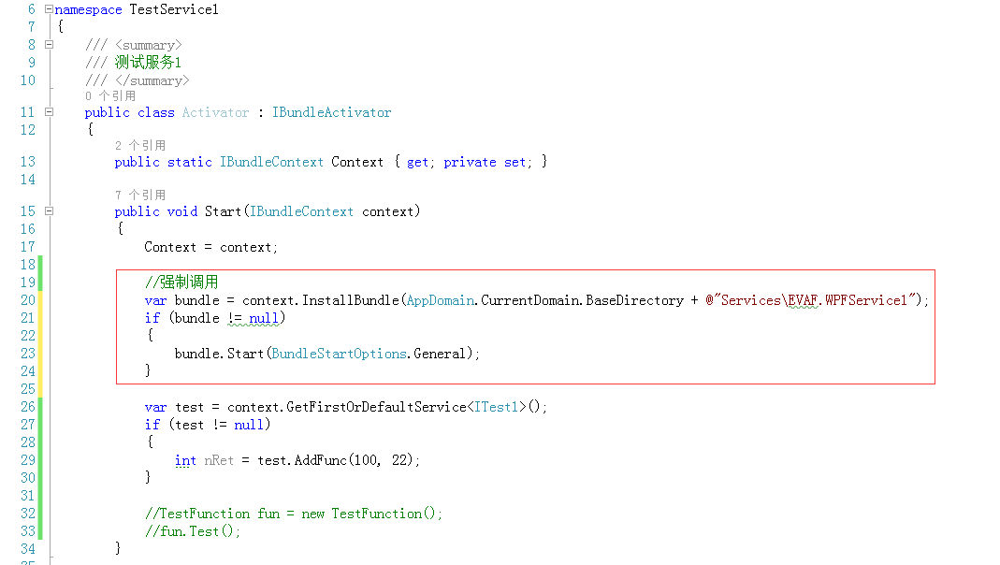 6 namespace TestService1
7 {
8 /// <summary>
9 /// 测试服务1
10 /// </summary>
0 个引用
11 public class Activator : IBundleActivator
12 {
2 个引用
13 public static IBundleContext Context { get; private set; }
14
7 个引用
15 public void Start(IBundleContext context)
16 {
17 Context = context;
18
19 //强制调用
20 var bundle = context.InstallBundle(AppDomain.CurrentDomain.BaseDirectory + @"Services\EVAF.WPFService1");
21 if (bundle != null)
22 {
23 bundle.Start(BundleStartOptions.General);
24 }
25
26 var test = context.GetFirstOrDefaultService<ITest1>();
27 if (test != null)
28 {
29 int nRet = test.AddFunc(100, 22);
30 }
31
32 //TestFunction fun = new TestFunction();
33 //fun.Test();
34 }
35